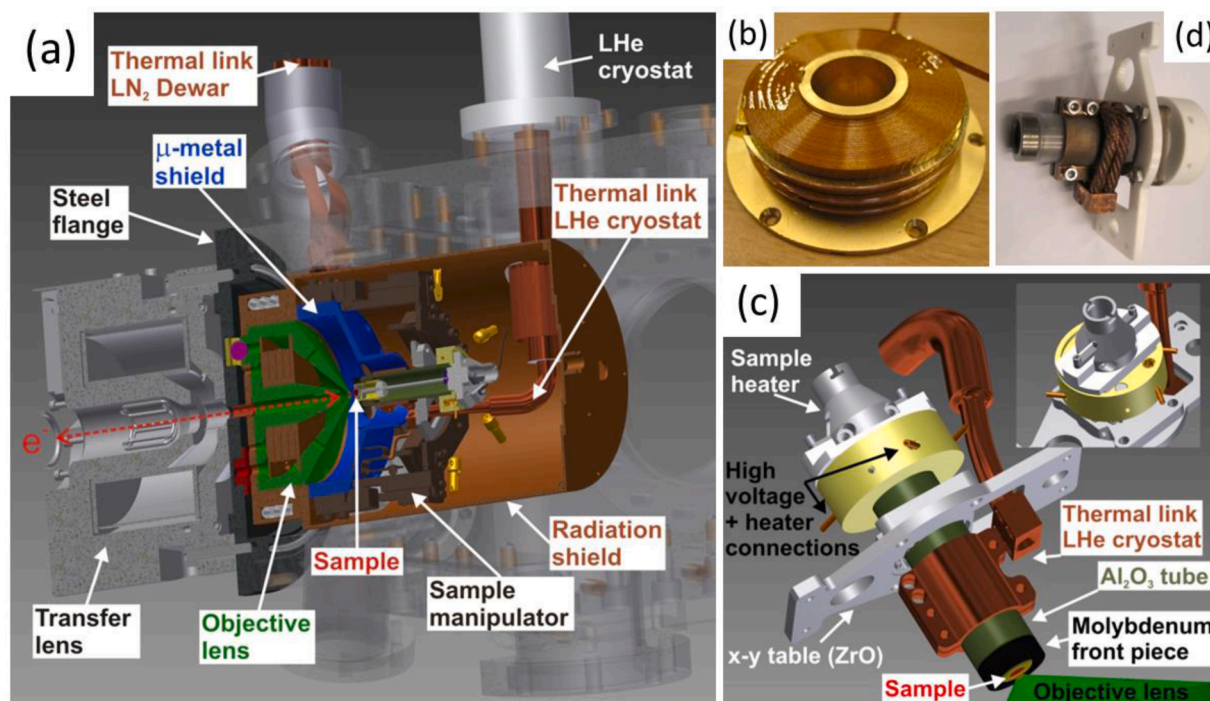 (a)
Thermal link
LN₂ Dewar
LHe
cryostat
μ-metal
shield
Steel
flange
Thermal link
LHe cryostat
e⁻
Sample
Radiation
shield
Transfer
lens
Objective
lens
Sample
manipulator
(b)
(d)
(c)
Sample
heater
High
voltage
+ heater
connections
Thermal link
LHe cryostat
Al₂O₃ tube
x-y table (ZrO)
Molybdenum
front piece
Sample
Objective lens